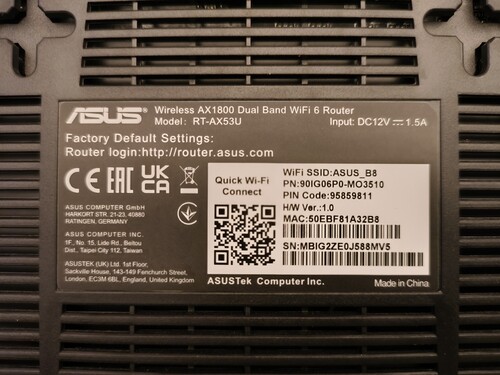 ASUS
Wireless AX1800 Dual Band WiFi 6 Router
Model: RT-AX53U Input: DC12V ⎓ 1.5A
Factory Default Settings:
Router login:http://router.asus.com
CE EAC UK CA
ASUS COMPUTER GmbH
HARKORT STR. 21-23, 40880
RATINGEN, GERMANY
ASUS COMPUTER INC.
1F., No. 15, Lide Rd., Beitou
Dist., Taipei City 112, Taiwan
ASUSTEK (UK) Ltd. 1st Floor,
Sackville House, 143-149 Fenchurch Street,
London, EC3M 6BL, England, United Kingdom
Quick Wi-Fi
Connect
WiFi SSID:ASUS_B8
PN:90IG06P0-MO3510
PIN Code:95859811
H/W Ver.:1.0
MAC:50EBF81A32B8
SN:MBIG2ZE0J588MV5
ASUSTek Computer Inc.
Made in China